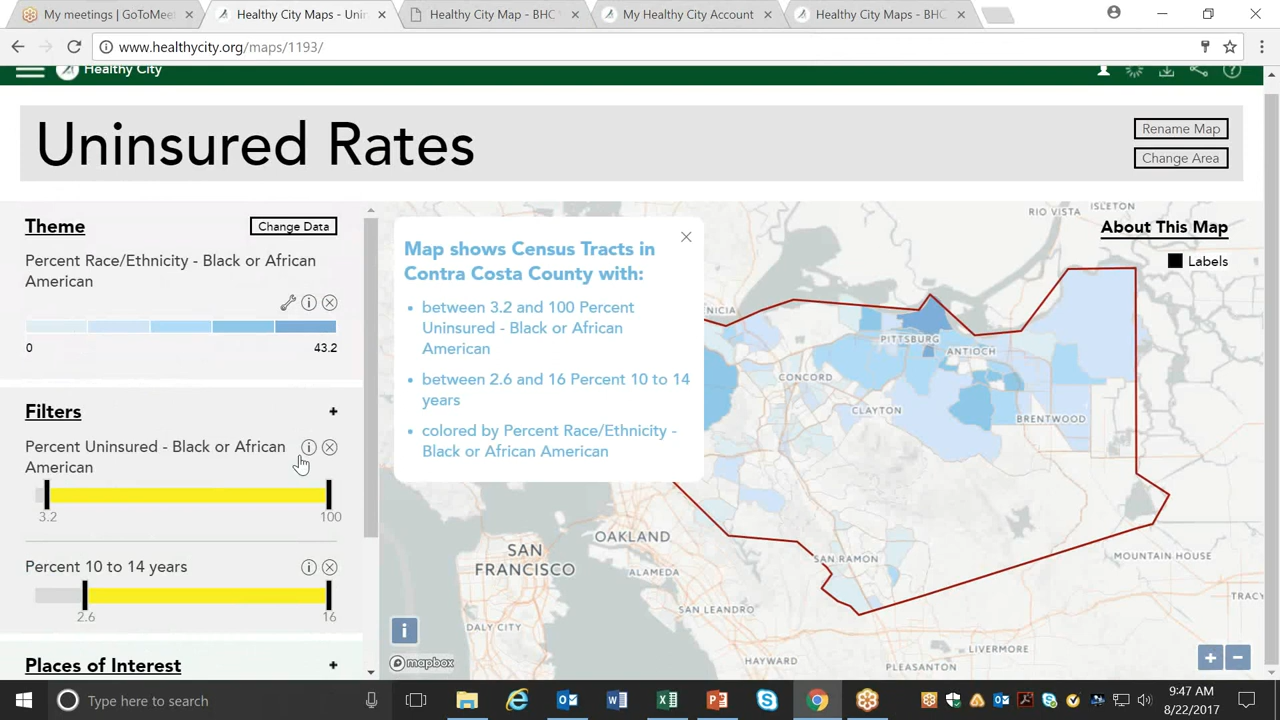 My meetings | GoToMeet
Healthy City Maps - Unin
Healthy City Map - BHC
My Healthy City Account
Healthy City Maps - BHC
www.healthycity.org/maps/1193/
Healthy City
Uninsured Rates
Rename Map
Change Area
Theme
Change Data
Percent Race/Ethnicity - Black or African
American
0
43.2
Filters
+
Percent Uninsured - Black or African
American
3.2
100
Percent 10 to 14 years
2.6
16
Places of Interest
+
Map shows Census Tracts in
Contra Costa County with:
• between 3.2 and 100 Percent
Uninsured - Black or African
American
• between 2.6 and 16 Percent 10 to 14
years
• colored by Percent Race/Ethnicity -
Black or African American
About This Map
Labels
RIO VISTA
ISLETON
ENICIA
PITTSBURG
ANTIOCH
CONCORD
CLAYTON
BRENTWOOD
OAKLAND
SAN
FRANCISCO
ALAMEDA
SAN RAMON
MOUNTAIN HOUSE
SAN LEANDRO
TRACY
DALY CITY
LIVERMORE
HAYWARD
PLEASANTON
i
mapbox
+
−
Type here to search
9:47 AM
8/22/2017